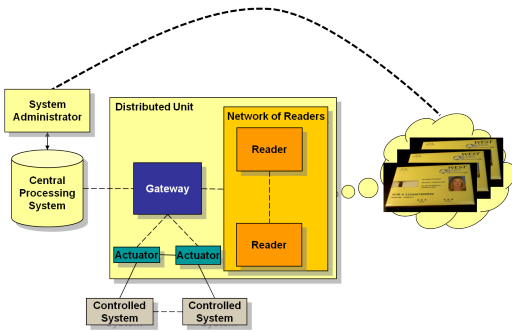 System
Administrator
Distributed Unit
Network of Readers
Reader
Central
Processing
System
Gateway
Reader
Actuator
Actuator
Controlled
System
Controlled
System